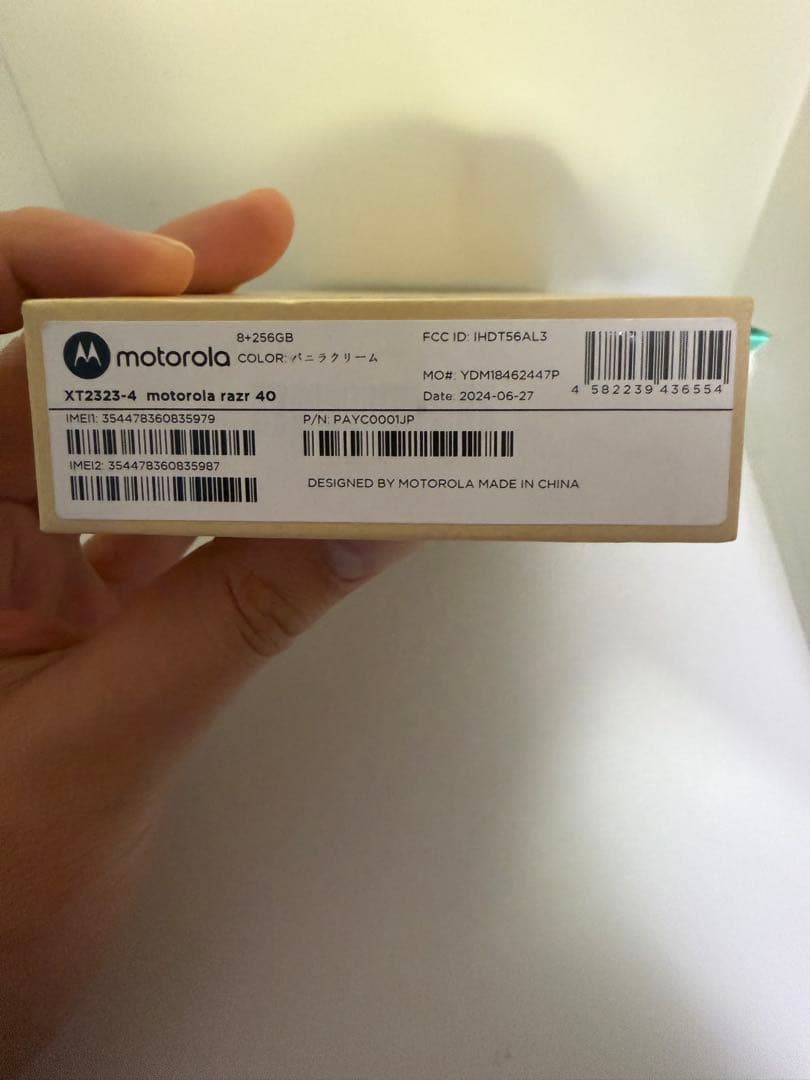 motorola
8+256GB
COLOR: バニラクリーム
XT2323-4 motorola razr 40
FCC ID: IHDT56AL3
MO#: YDM18462447P
Date: 2024-06-27
4 582239 436554
IMEI1: 354478360835979
IMEI2: 354478360835987
P/N: PAYC0001JP
DESIGNED BY MOTOROLA MADE IN CHINA